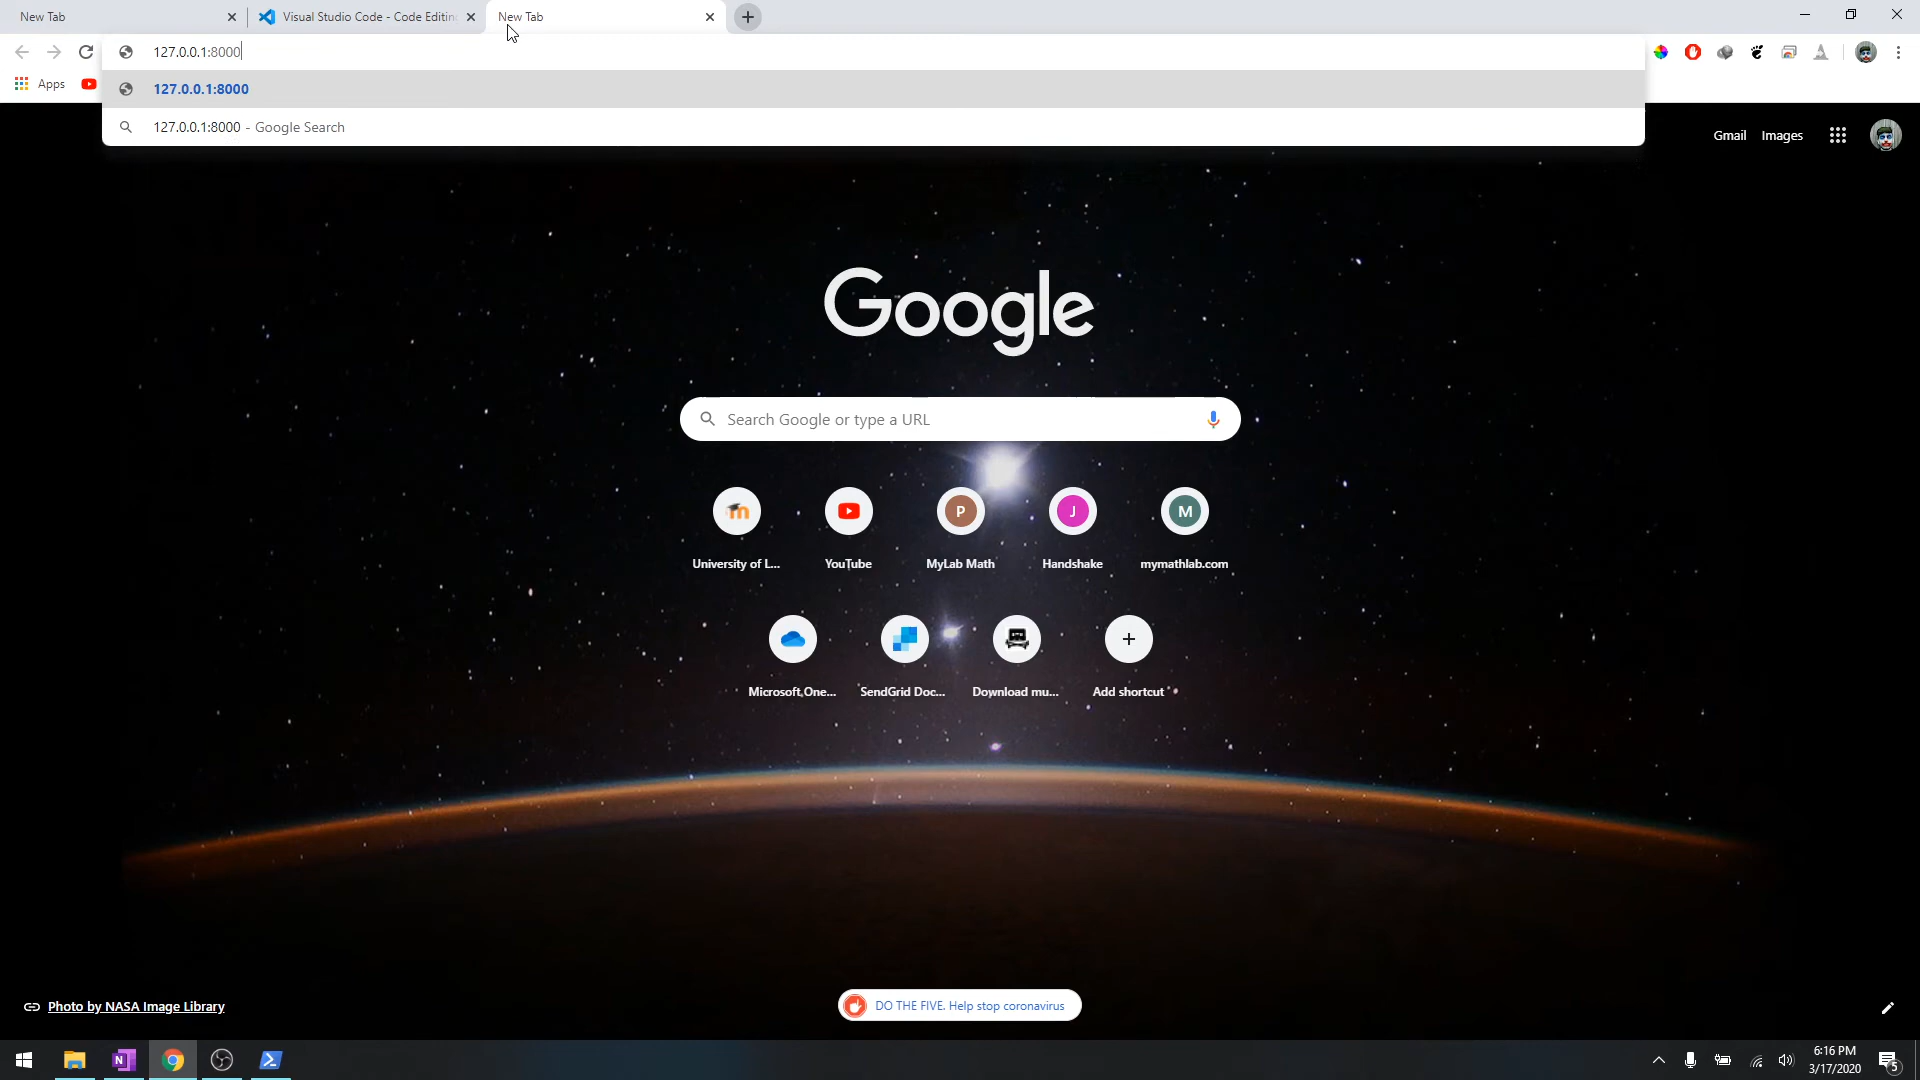 New Tab
Visual Studio Code - Code Editin
New Tab
127.0.0.1:8000
Apps
127.0.0.1:8000
127.0.0.1:8000 - Google Search
Gmail Images
Google
Search Google or type a URL
P
J
M
University of L...
YouTube
MyLab Math
Handshake
mymathlab.com
Microsoft One...
SendGrid Doc...
Download mu...
Add shortcut
Photo by NASA Image Library
DO THE FIVE. Help stop coronavirus
N
6:16 PM
3/17/2020
5